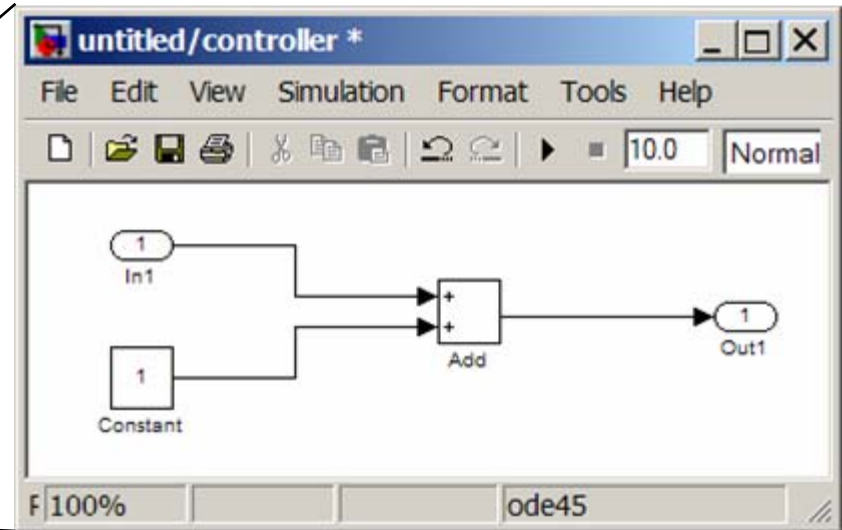 untitled/controller *
File Edit View Simulation Format Tools Help
10.0 Normal
1
In1
1
Constant
+
+
Add
1
Out1
F 100% ode45